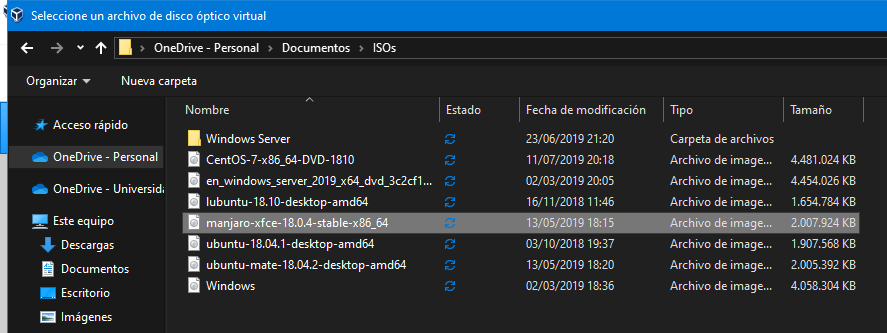 Seleccione un archivo de disco óptico virtual
OneDrive - Personal > Documentos > ISOs
Organizar Nueva carpeta
Nombre Estado Fecha de modificación Tipo Tamaño
Acceso rápido
OneDrive - Personal
OneDrive - Universida
Este equipo
Descargas
Documentos
Escritorio
Imágenes
Windows Server 23/06/2019 21:20 Carpeta de archivos
CentOS-7-x86_64-DVD-1810 11/07/2019 20:18 Archivo de image... 4.481.024 KB
en_windows_server_2019_x64_dvd_3c2cf1... 02/03/2019 20:05 Archivo de image... 4.454.026 KB
lubuntu-18.10-desktop-amd64 16/11/2018 11:46 Archivo de image... 1.654.784 KB
manjaro-xfce-18.0.4-stable-x86_64 13/05/2019 18:15 Archivo de image... 2.007.924 KB
ubuntu-18.04.1-desktop-amd64 03/10/2018 19:37 Archivo de image... 1.907.568 KB
ubuntu-mate-18.04.2-desktop-amd64 13/05/2019 18:20 Archivo de image... 2.005.392 KB
Windows 02/03/2019 18:36 Archivo de image... 4.058.304 KB